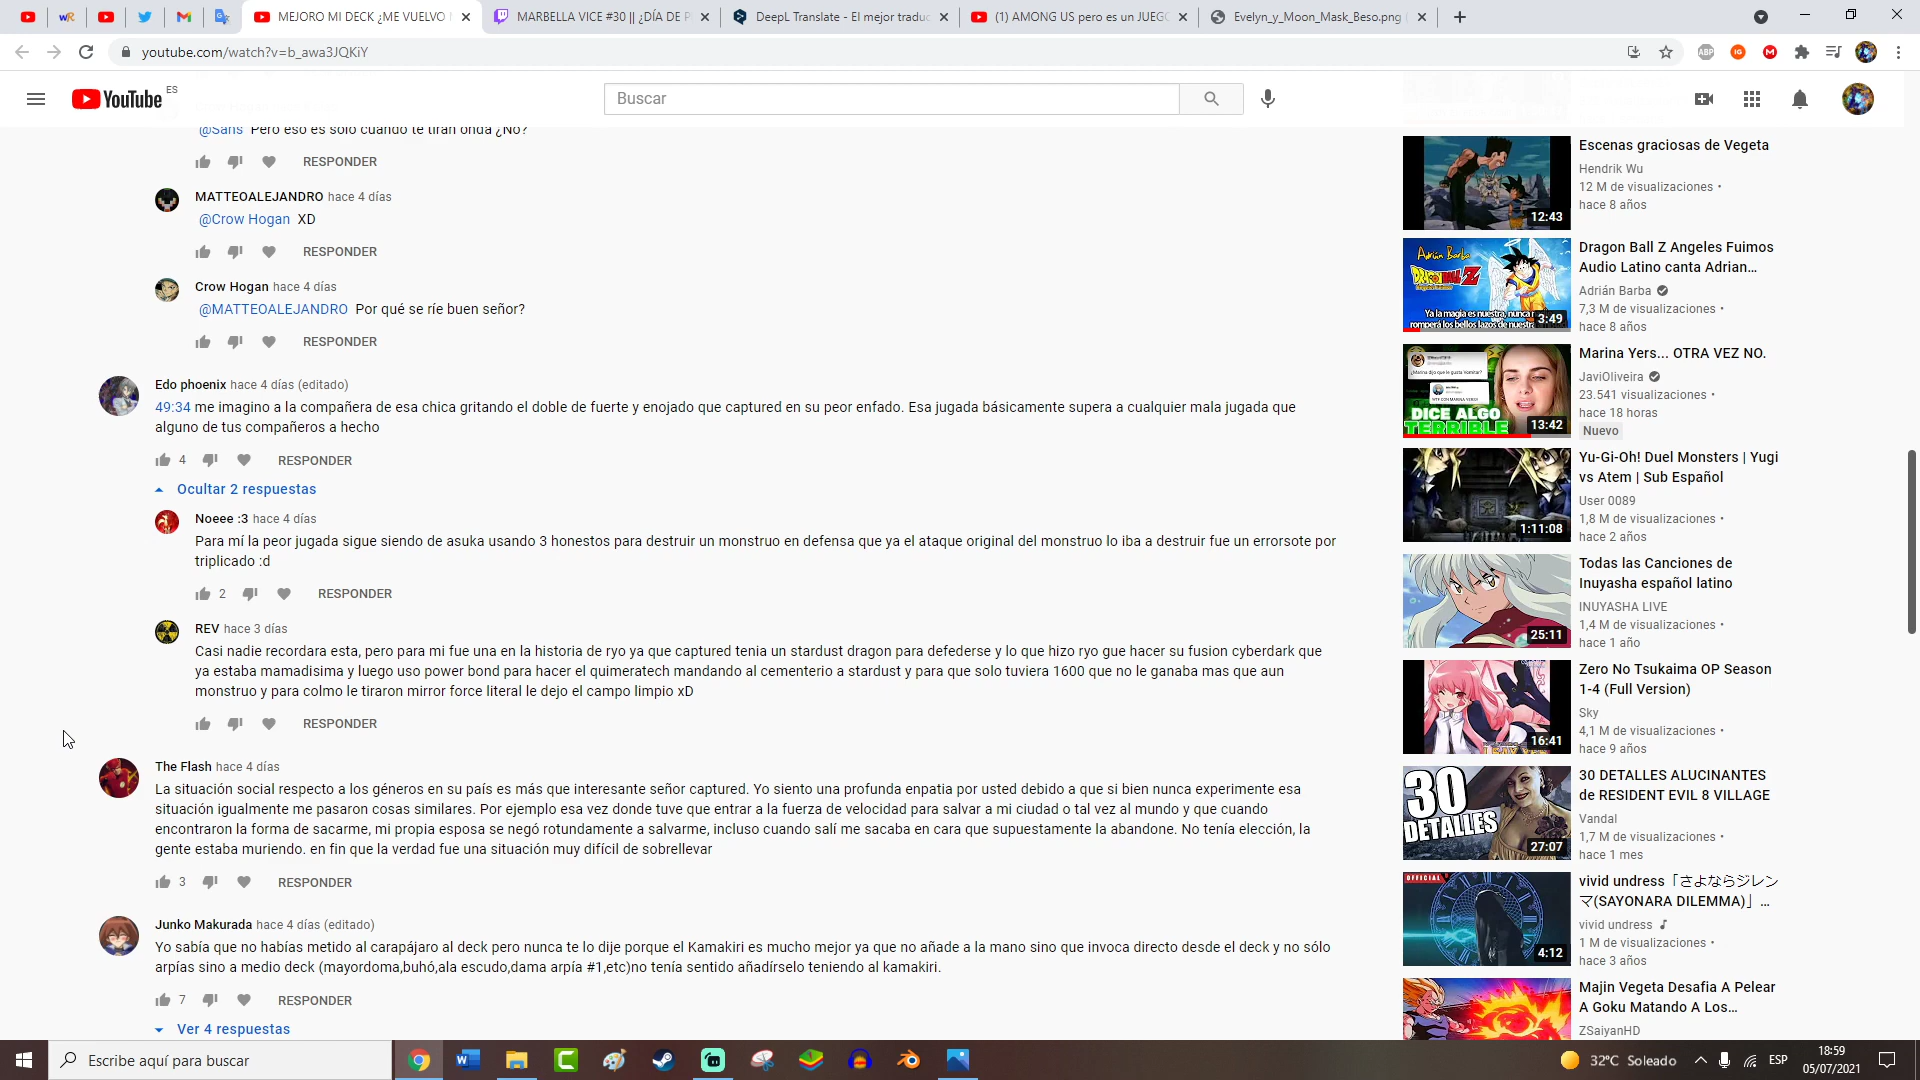 MEJORO MI DECK ¿ME VUELVO
MARBELLA VICE #30 || ¿DÍA DE P
DeepL Translate - El mejor traduc
(1) AMONG US pero es un JUEGO
Evelyn_y_Moon_Mask_Beso.png
youtube.com/watch?v=b_awa3JQKiY
YouTube ES
Buscar
@Sans Pero eso es solo cuando te tiran onda ¿No?
RESPONDER
MATTEOALEJANDRO hace 4 días
@Crow Hogan XD
RESPONDER
Crow Hogan hace 4 días
@MATTEOALEJANDRO Por qué se ríe buen señor?
RESPONDER
Edo phoenix hace 4 días (editado)
49:34 me imagino a la compañera de esa chica gritando el doble de fuerte y enojado que captured en su peor enfado. Esa jugada básicamente supera a cualquier mala jugada que
alguno de tus compañeros a hecho
4 RESPONDER
Ocultar 2 respuestas
Noeee :3 hace 4 días
Para mí la peor jugada sigue siendo de asuka usando 3 honestos para destruir un monstruo en defensa que ya el ataque original del monstruo lo iba a destruir fue un errorsote por
triplicado :d
2 RESPONDER
REV hace 3 días
Casi nadie recordara esta, pero para mi fue una en la historia de ryo ya que captured tenia un stardust dragon para defederse y lo que hizo ryo gue hacer su fusion cyberdark que
ya estaba mamadisima y luego uso power bond para hacer el quimeratech mandando al cementerio a stardust y para que solo tuviera 1600 que no le ganaba mas que aun
monstruo y para colmo le tiraron mirror force literal le dejo el campo limpio xD
RESPONDER
The Flash hace 4 días
La situación social respecto a los géneros en su país es más que interesante señor captured. Yo siento una profunda enpatia por usted debido a que si bien nunca experimente esa
situación igualmente me pasaron cosas similares. Por ejemplo esa vez donde tuve que entrar a la fuerza de velocidad para salvar a mi ciudad o tal vez al mundo y que cuando
encontraron la forma de sacarme, mi propia esposa se negó rotundamente a salvarme, incluso cuando salí me sacaba en cara que supuestamente la abandone. No tenía elección, la
gente estaba muriendo. en fin que la verdad fue una situación muy difícil de sobrellevar
3 RESPONDER
Junko Makurada hace 4 días (editado)
Yo sabía que no habías metido al carapájaro al deck pero nunca te lo dije porque el Kamakiri es mucho mejor ya que no añade a la mano sino que invoca directo desde el deck y no sólo
arpías sino a medio deck (mayordoma,buhó,ala escudo,dama arpía #1,etc)no tenía sentido añadírselo teniendo al kamakiri.
7 RESPONDER
Ver 4 respuestas
12:43
Escenas graciosas de Vegeta
Hendrik Wu
12 M de visualizaciones •
hace 8 años
Adrián Barba
Ya la magia es nuestra, nunca
romperá los bellos lazos de nuestra
3:49
Dragon Ball Z Angeles Fuimos
Audio Latino canta Adrian...
Adrián Barba
7,3 M de visualizaciones •
hace 8 años
DICE ALGO
TERRIBLE
13:42
Marina Yers... OTRA VEZ NO.
JaviOliveira
23.541 visualizaciones •
hace 18 horas
Nuevo
1:11:08
Yu-Gi-Oh! Duel Monsters | Yugi
vs Atem | Sub Español
User 0089
1,8 M de visualizaciones •
hace 2 años
25:11
Todas las Canciones de
Inuyasha español latino
INUYASHA LIVE
1,4 M de visualizaciones •
hace 1 año
16:41
Zero No Tsukaima OP Season
1-4 (Full Version)
Sky
4,1 M de visualizaciones •
hace 9 años
30
DETALLES
27:07
30 DETALLES ALUCINANTES
de RESIDENT EVIL 8 VILLAGE
Vandal
1,7 M de visualizaciones •
hace 1 mes
OFFICIAL
4:12
vivid undress「さよならジレン
マ(SAYONARA DILEMMA)」...
vivid undress
1 M de visualizaciones •
hace 3 años
Majin Vegeta Desafia A Pelear
A Goku Matando A Los...
ZSaiyanHD
Escribe aquí para buscar
32°C Soleado
ESP
18:59
05/07/2021